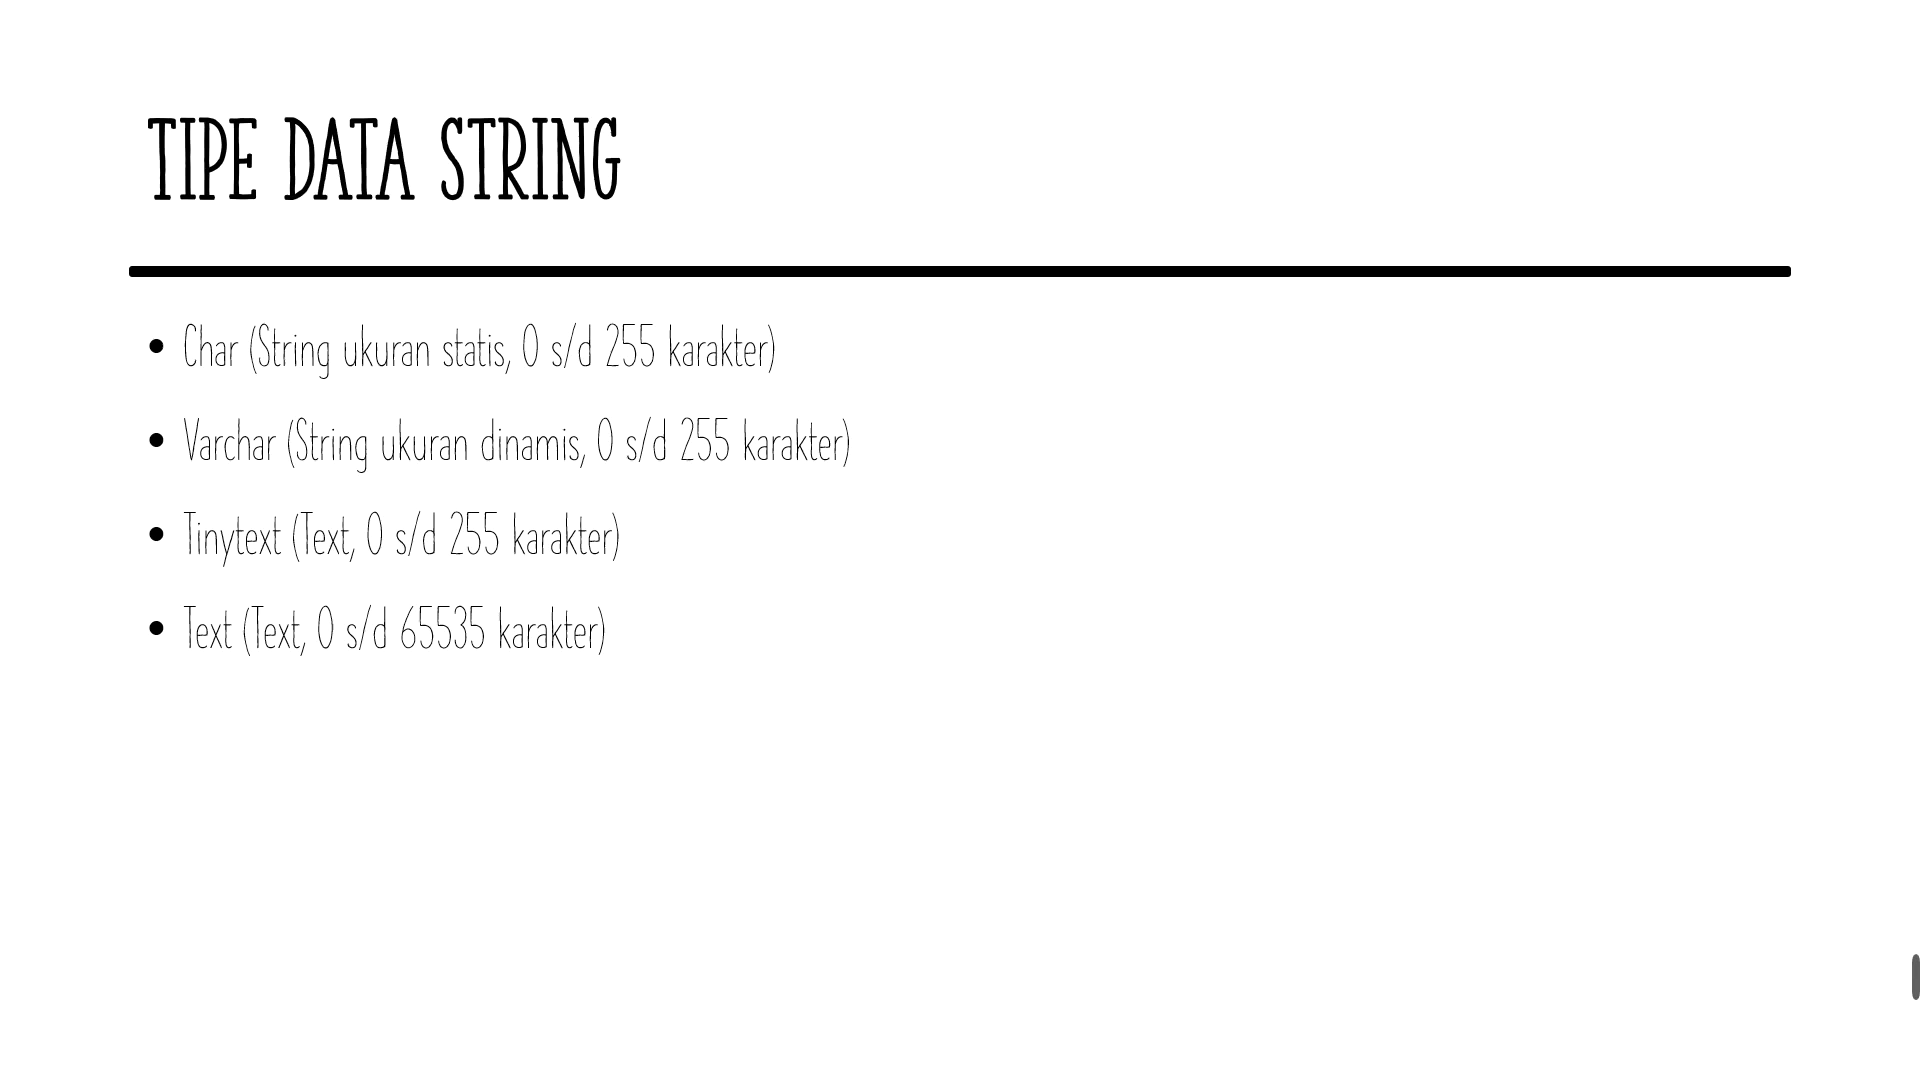 TIPE DATA STRING
• Char (String ukuran statis, 0 s/d 255 karakter)
• Varchar (String ukuran dinamis, 0 s/d 255 karakter)
• Tinytext (Text, 0 s/d 255 karakter)
• Text (Text, 0 s/d 65535 karakter)